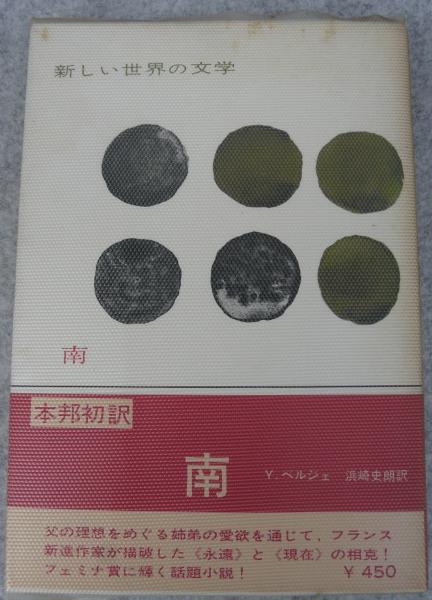 新しい世界の文学
南
本邦初訳
南
Y. ベルジェ 浜崎史朗訳
父の理想をめぐる姉弟の愛欲を通じて，フランス
新進作家が描破した《永遠》と《現在》の相克！
フェミナ賞に輝く話題小説！ ￥450